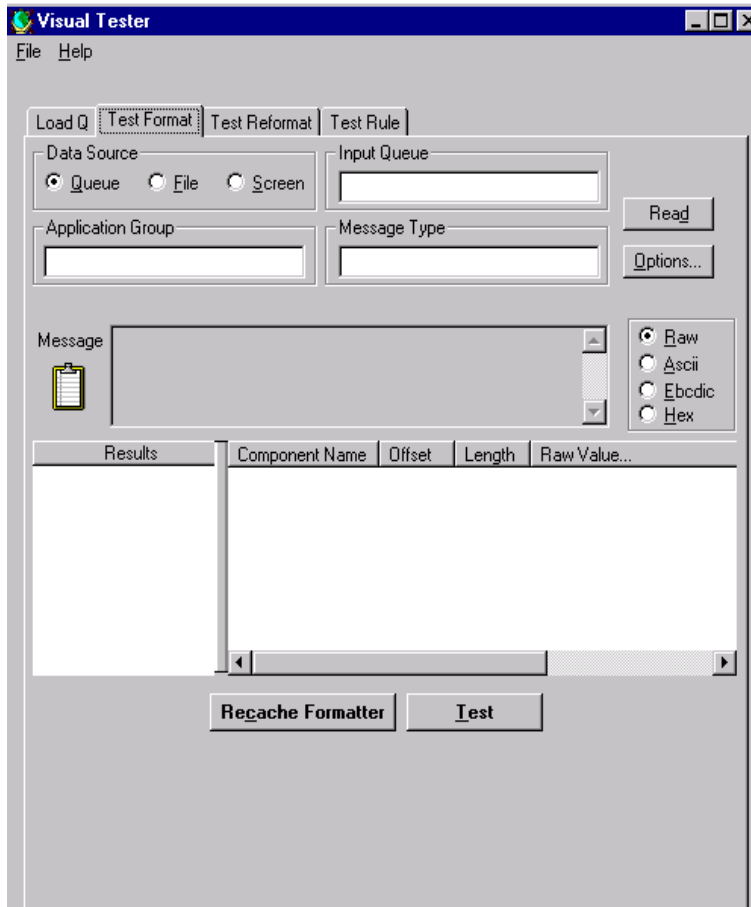 Visual Tester
File Help
Load Q Test Format Test Reformat Test Rule
Data Source
Queue File Screen
Input Queue
Read
Application Group
Message Type
Options...
Message
Raw
Ascii
Ebcdic
Hex
Results
Component Name Offset Length Raw Value...
Recache Formatter Test